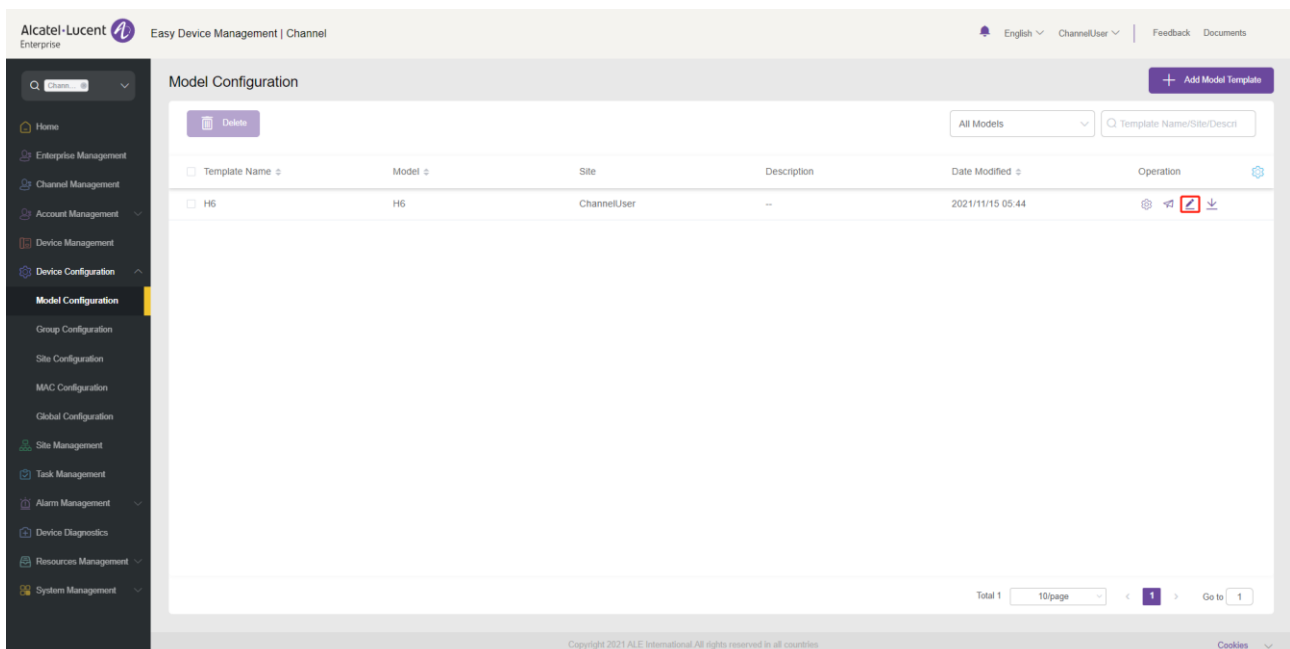 Alcatel·Lucent
Enterprise
Easy Device Management | Channel
English
ChannelUser
Feedback
Documents
Chann...
Home
Enterprise Management
Channel Management
Account Management
Device Management
Device Configuration
Model Configuration
Group Configuration
Site Configuration
MAC Configuration
Global Configuration
Site Management
Task Management
Alarm Management
Device Diagnostics
Resources Management
System Management
Model Configuration
Add Model Template
Delete
All Models
Template Name/Site/Descri
Template Name Model Site Description Date Modified Operation
H6 H6 ChannelUser -- 2021/11/15 05:44
Total 1 10/page < 1 > Go to 1
Copyright 2021 ALE International.All rights reserved in all countries
Cookies